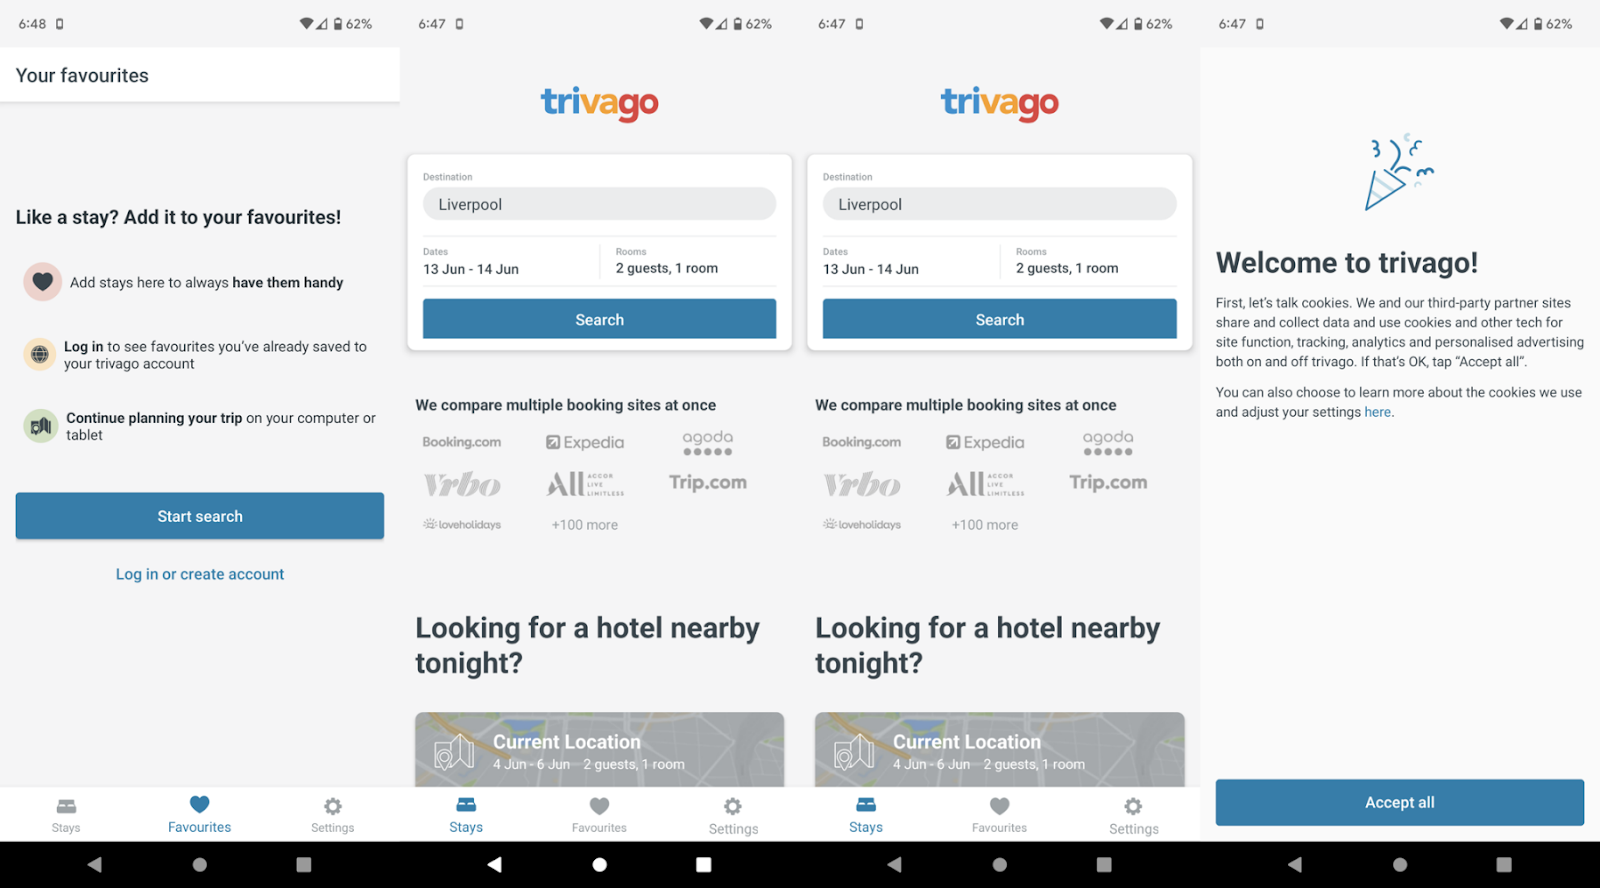 6:48
62%
Your favourites
Like a stay? Add it to your favourites!
Add stays here to always have them handy
Log in to see favourites you've already saved to
your trivago account
Continue planning your trip on your computer or
tablet
Start search
Log in or create account
Stays
Favourites
Settings
6:47
62%
trivago
Destination
Liverpool
Dates
Rooms
13 Jun - 14 Jun
2 guests, 1 room
Search
We compare multiple booking sites at once
Booking.com
Expedia
agoda
Vrbo
All ACCOR
LIVE
LIMITLESS
Trip.com
loveholidays
+100 more
Looking for a hotel nearby
tonight?
Current Location
4 Jun - 6 Jun 2 guests, 1 room
Stays
Favourites
Settings
6:47
62%
trivago
Destination
Liverpool
Dates
Rooms
13 Jun - 14 Jun
2 guests, 1 room
Search
We compare multiple booking sites at once
Booking.com
Expedia
agoda
Vrbo
All ACCOR
LIVE
LIMITLESS
Trip.com
loveholidays
+100 more
Looking for a hotel nearby
tonight?
Current Location
4 Jun - 6 Jun 2 guests, 1 room
Stays
Favourites
Settings
6:47
62%
Welcome to trivago!
First, let's talk cookies. We and our third-party partner sites
share and collect data and use cookies and other tech for
site function, tracking, analytics and personalised advertising
both on and off trivago. If that's OK, tap “Accept all”.
You can also choose to learn more about the cookies we use
and adjust your settings here.
Accept all